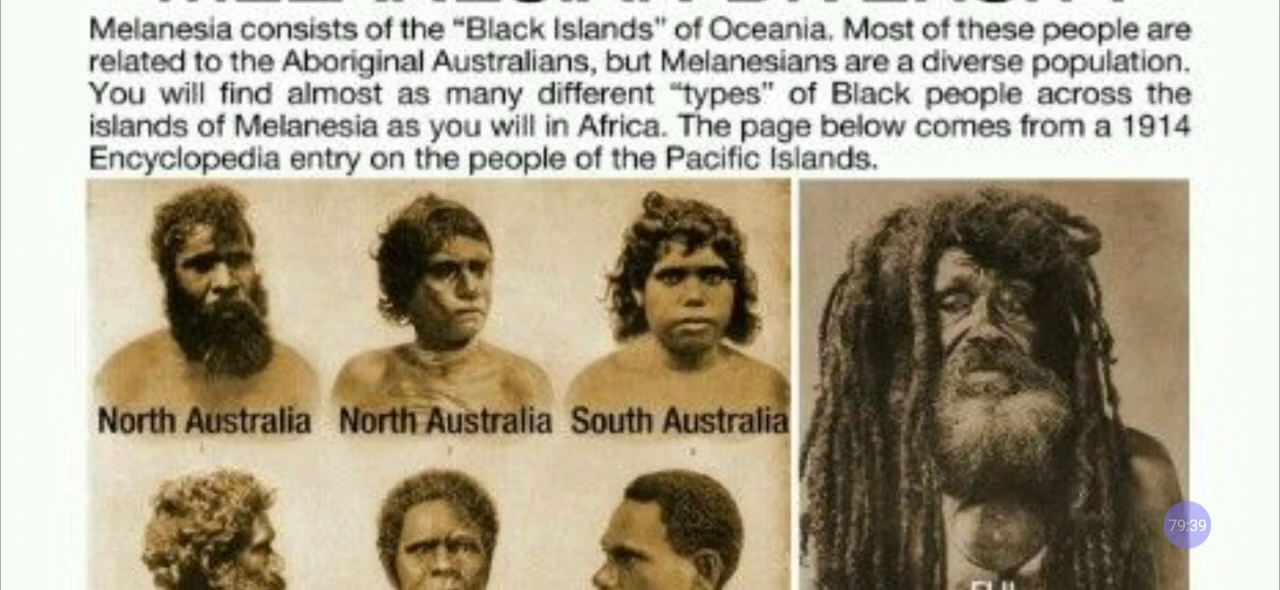 Melanesia consists of the “Black Islands” of Oceania. Most of these people are
related to the Aboriginal Australians, but Melanesians are a diverse population.
You will find almost as many different “types” of Black people across the
islands of Melanesia as you will in Africa. The page below comes from a 1914
Encyclopedia entry on the people of the Pacific Islands.
North Australia
North Australia
South Australia
79:39